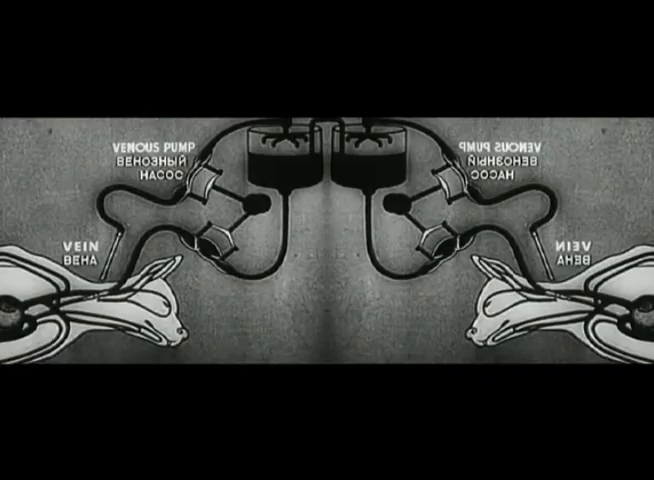 VENOUS PUMP
ВЕНОЗНЫЙ
НАСОС
VEIN
ВЕНА
VENOUS PUMP
ВЕНОЗНЫЙ
НАСОС
VEIN
ВЕНА